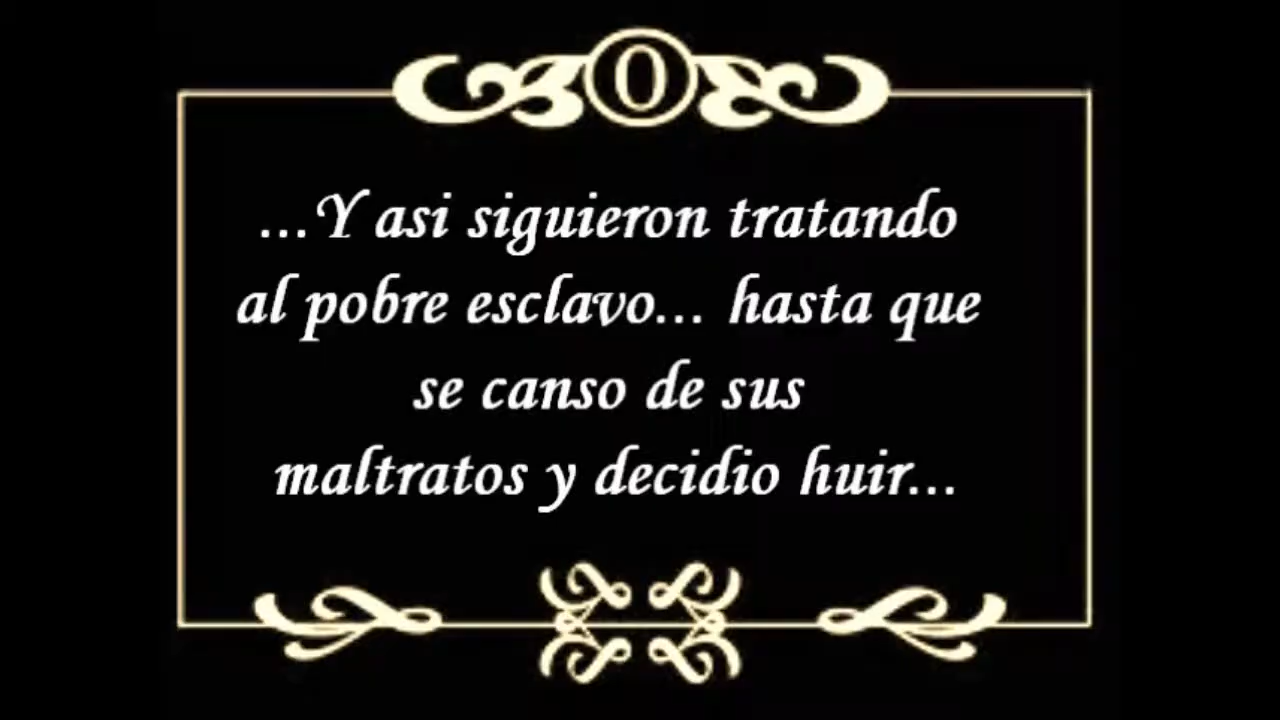 O
...Y asi siguieron tratando
al pobre esclavo... hasta que
se canso de sus
maltratos y decidio huir...